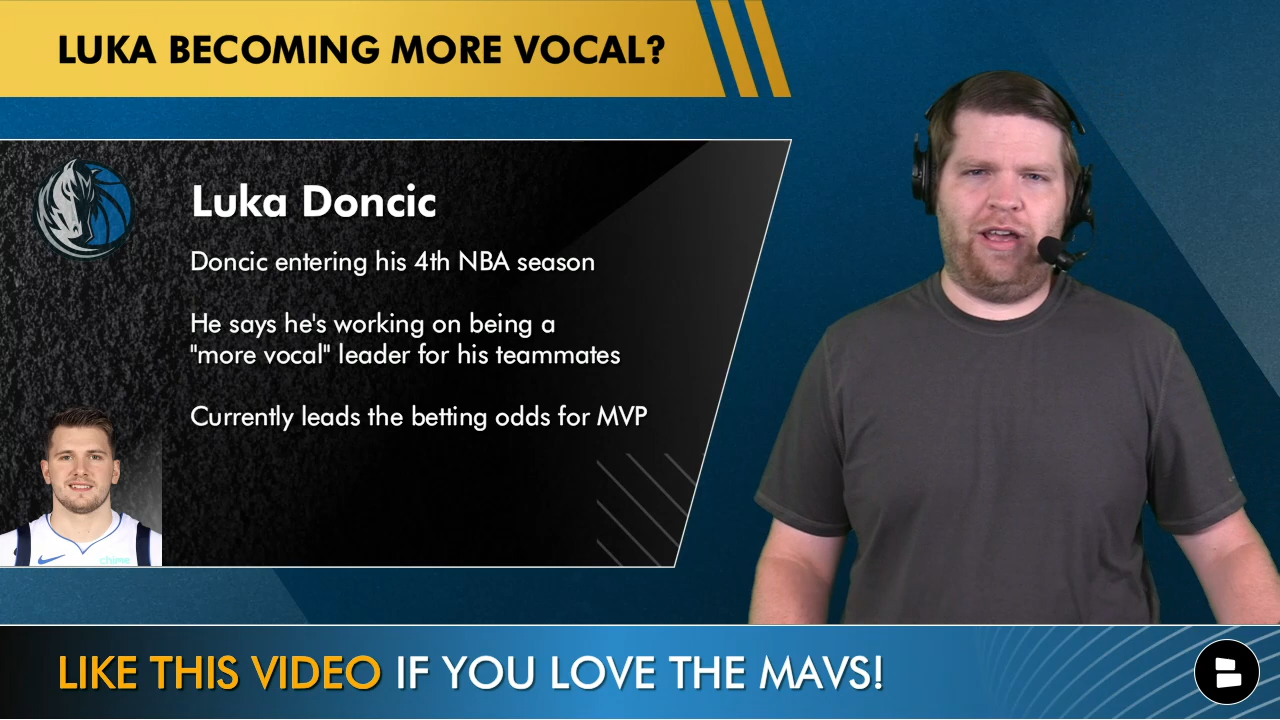 LUKA BECOMING MORE VOCAL?
Luka Doncic
Doncic entering his 4th NBA season
He says he's working on being a
"more vocal" leader for his teammates
Currently leads the betting odds for MVP
chime
LIKE THIS VIDEO IF YOU LOVE THE MAVS!